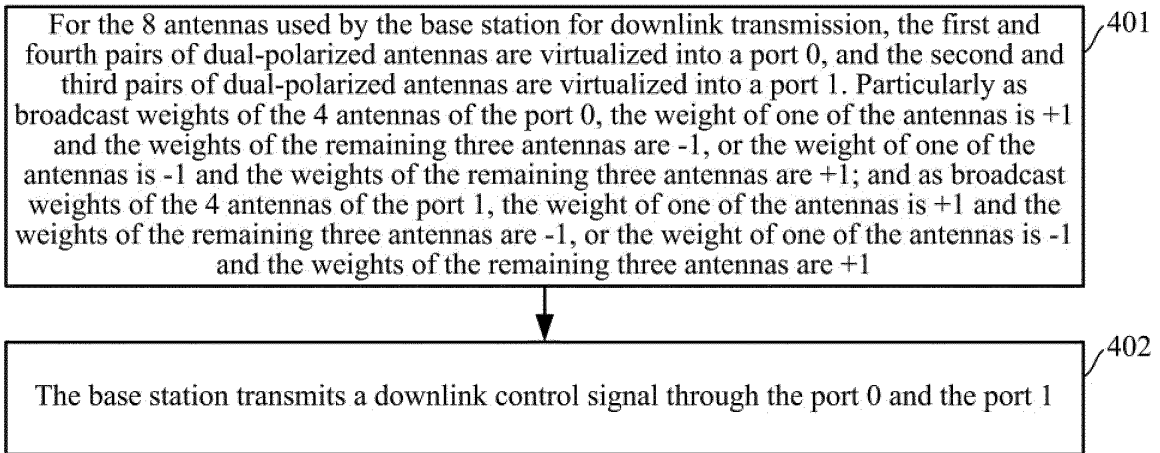 For the 8 antennas used by the base station for downlink transmission, the first and
401
fourth pairs of dual-polarized antennas are virtualized into a port 0, and the second and
third pairs of dual-polarized antennas are virtualized into a port 1. Particularly as
broadcast weights of the 4 antennas of the port 0, the weight of one of the antennas is +1
and the weights of the remaining three antennas are -1, or the weight of one of the
antennas is -1 and the weights of the remaining three antennas are +1; and as broadcast
weights of the 4 antennas of the port 1, the weight of one of the antennas is +1 and the
weights of the remaining three antennas are -1, or the weight of one of the antennas is -1
and the weights of the remaining three antennas are +1
402
The base station transmits a downlink control signal through the port 0 and the port 1